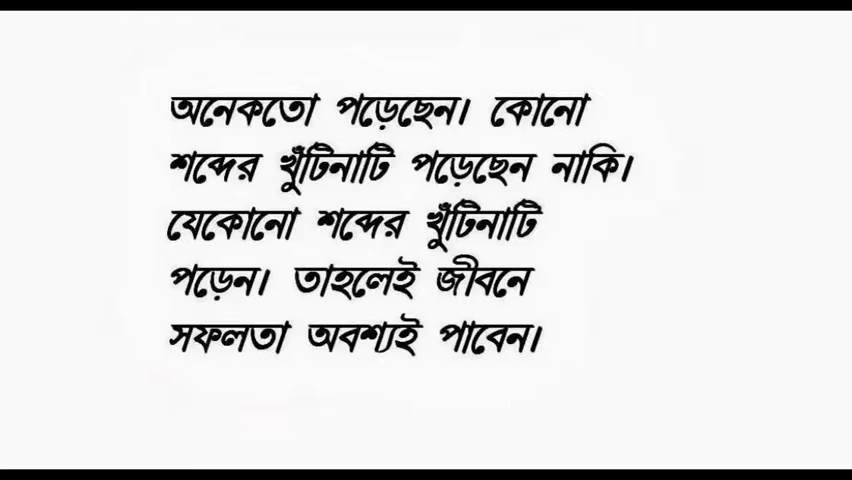 অনেকতো পড়েছেন। কোনো
শব্দের খুঁটিনাটি পড়েছেন নাকি।
যেকোনো শব্দের খুঁটিনাটি
পড়েন। তাহলেই জীবনে
সফলতা অবশ্যই পাবেন।